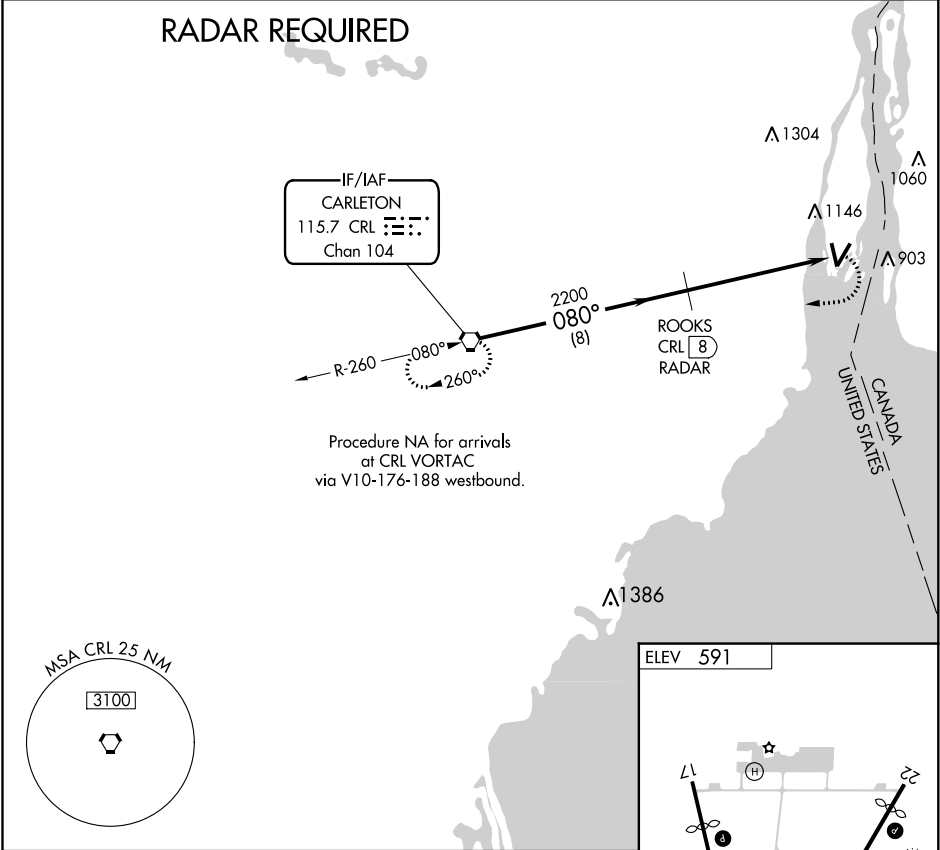 RADAR REQUIRED
1304
1060
IF/IAF
CARLETON
115.7 CRL
Chan 104
1146
903
2200
080°
(8)
ROOKS
CRL 8
RADAR
R-260
080°
260°
CANADA
UNITED STATES
Procedure NA for arrivals
at CRL VORTAC
via V10-176-188 westbound.
1386
MSA CRL 25 NM
3100
ELEV 591
H
17
22
P
P